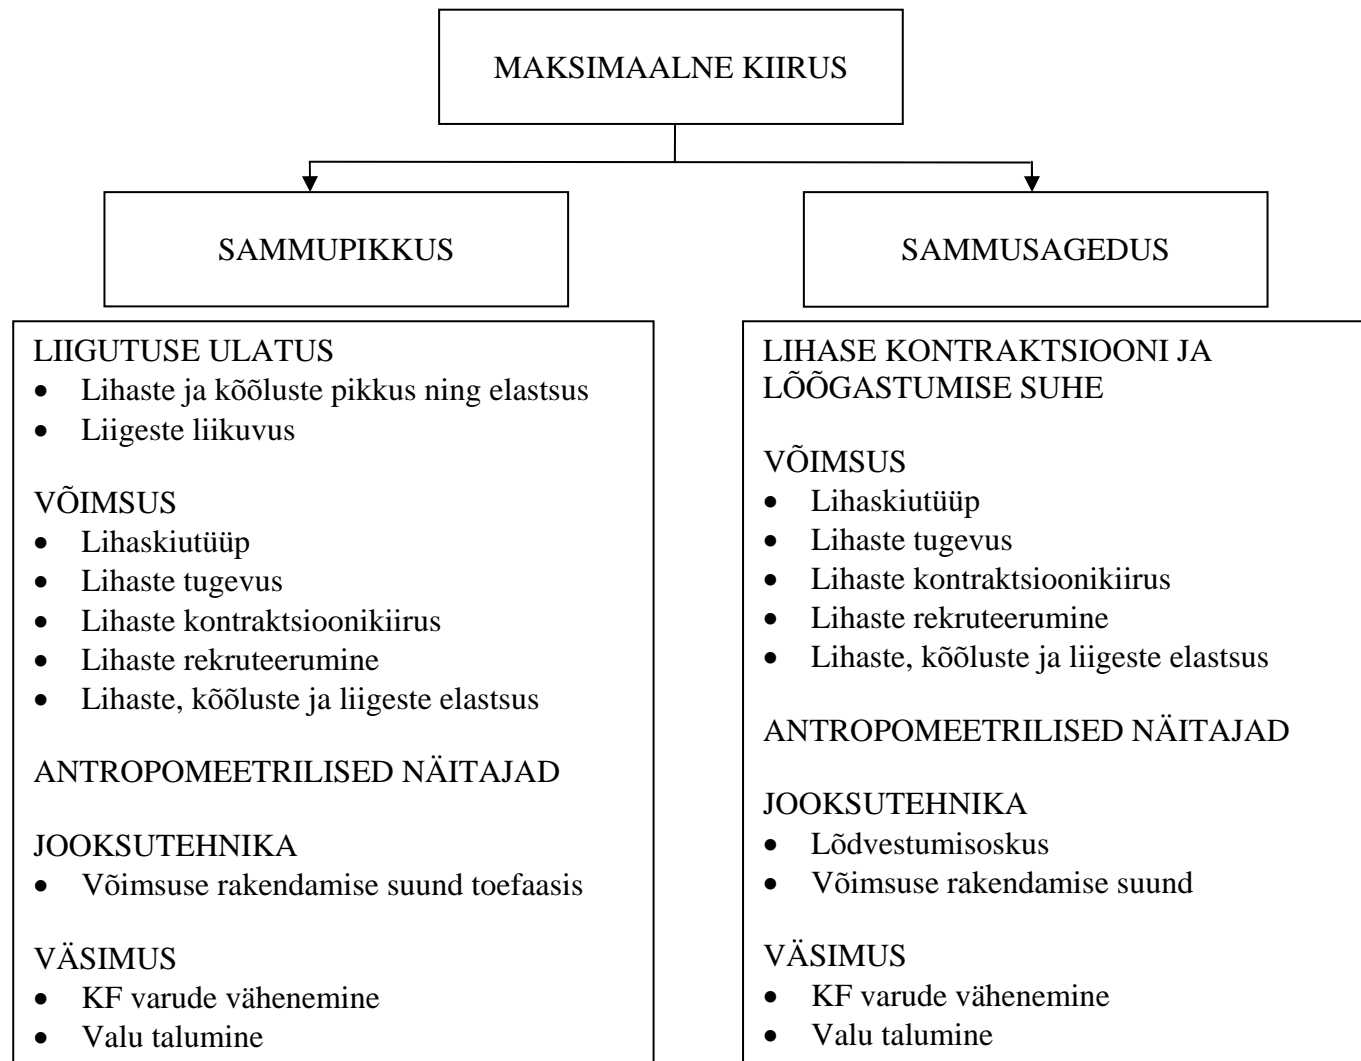 MAKSIMAALNE KIIRUS
SAMMUPIKKUS
SAMMUSAGEDUS
LIIGUTUSE ULATUS
• Lihaste ja kõõluste pikkus ning elastsus
• Liigeste liikuvus
VÕIMSUS
• Lihaskiutüüp
• Lihaste tugevus
• Lihaste kontraktsioonikiirus
• Lihaste rekruteerumine
• Lihaste, kõõluste ja liigeste elastsus
ANTROPOMEETRILISED NÄITAJAD
JOOKSUTEHNIKA
• Võimsuse rakendamise suund toefaasis
VÄSIMUS
• KF varude vähenemine
• Valu talumine
LIHASE KONTRAKTSIOONI JA
LÕÕGASTUMISE SUHE
VÕIMSUS
• Lihaskiutüüp
• Lihaste tugevus
• Lihaste kontraktsioonikiirus
• Lihaste rekruteerumine
• Lihaste, kõõluste ja liigeste elastsus
ANTROPOMEETRILISED NÄITAJAD
JOOKSUTEHNIKA
• Lõdvestumisoskus
• Võimsuse rakendamise suund
VÄSIMUS
• KF varude vähenemine
• Valu talumine